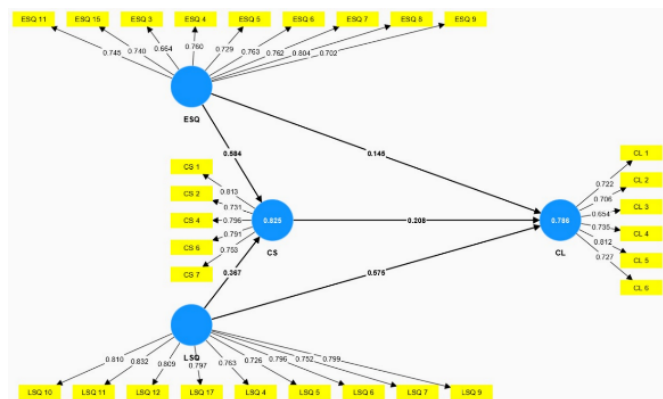 ESQ 11 ESQ 15 ESQ 3 ESQ 4 ESQ 5 ESQ 6 ESQ 7 ESQ 8 ESQ 9
0.745 0.740 0.664 0.760 0.729 0.763 0.762 0.804 0.702
ESQ
0.584
0.145
CS 1
CS 2
CS 4
CS 6
CS 7
0.813
0.731
0.796
0.791
0.753
0.825
CS
0.208
0.367
0.575
0.786
CL
CL 1
CL 2
CL 3
CL 4
CL 5
CL 6
0.722
0.706
0.654
0.735
0.812
0.727
LSQ
0.810 0.832 0.809 0.797 0.763 0.726 0.796 0.752 0.799
LSQ 10 LSQ 11 LSQ 12 LSQ 17 LSQ 4 LSQ 5 LSQ 6 LSQ 7 LSQ 9